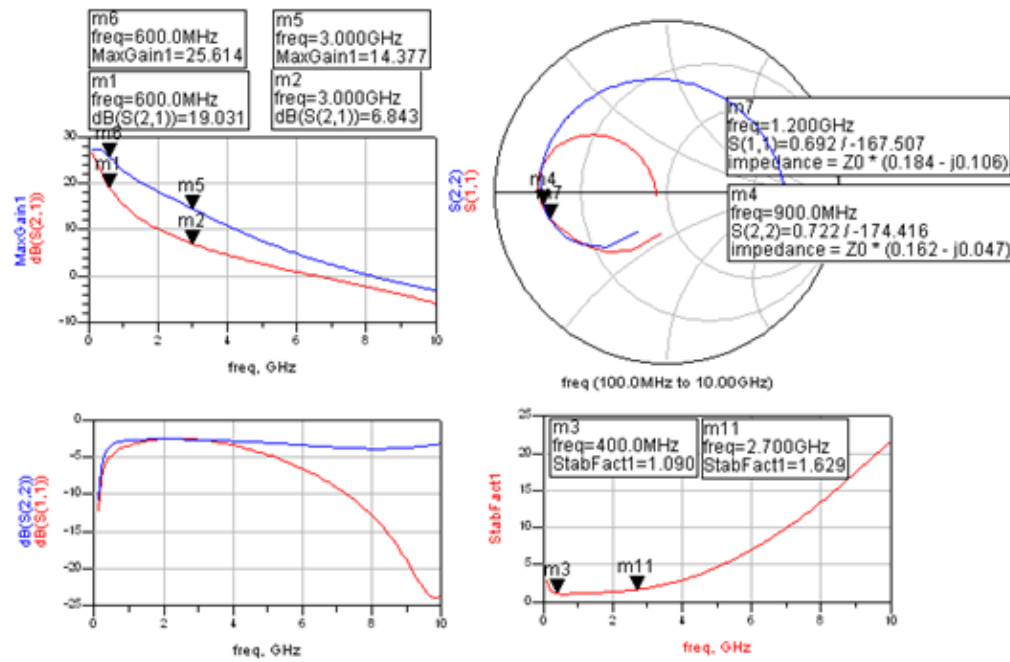 m6
freq=600.0MHz
MaxGain1=25.614
m5
freq=3.000GHz
MaxGain1=14.377
m1
freq=600.0MHz
dB(S(2,1))=19.031
m2
freq=3.000GHz
dB(S(2,1))=6.843
30
20
10
0
-10
m6
m1
m5
m2
MaxGain1
dB(S(2,1))
0
2
4
6
8
10
freq, GHz
S(2,2)
S(1,1)
m4
m7
m7
freq=1.200GHz
S(1,1)=0.692 / -167.507
impedance = Z0 * (0.184 - j0.106)
m4
freq=900.0MHz
S(2,2)=0.722 / -174.416
impedance = Z0 * (0.162 - j0.047)
freq (100.0MHz to 10.00GHz)
0
-5
-10
-15
-20
-25
dB(S(2,2))
dB(S(1,1))
0
2
4
6
8
10
freq, GHz
m3
freq=400.0MHz
StabFact1=1.090
m11
freq=2.700GHz
StabFact1=1.629
25
20
15
10
5
0
StabFact1
m3
m11
0
2
4
6
8
10
freq, GHz